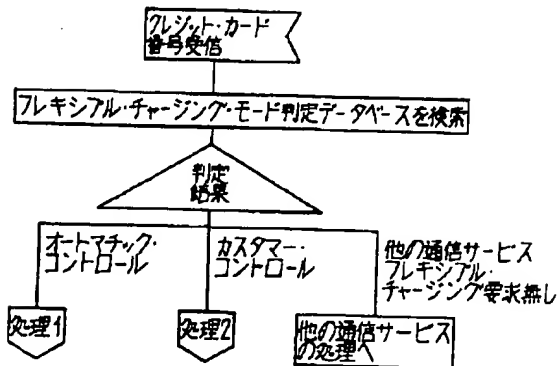 クレジット・カード
番号受信
フレキシブル・チャージング・モード判定データベースを検索
判定
結果
オートマチック・
コントロール
カスタマー・
コントロール
他の通信サービス
フレキシブル・
チャージング要求無し
処理1
処理2
他の通信サービス
の処理へ